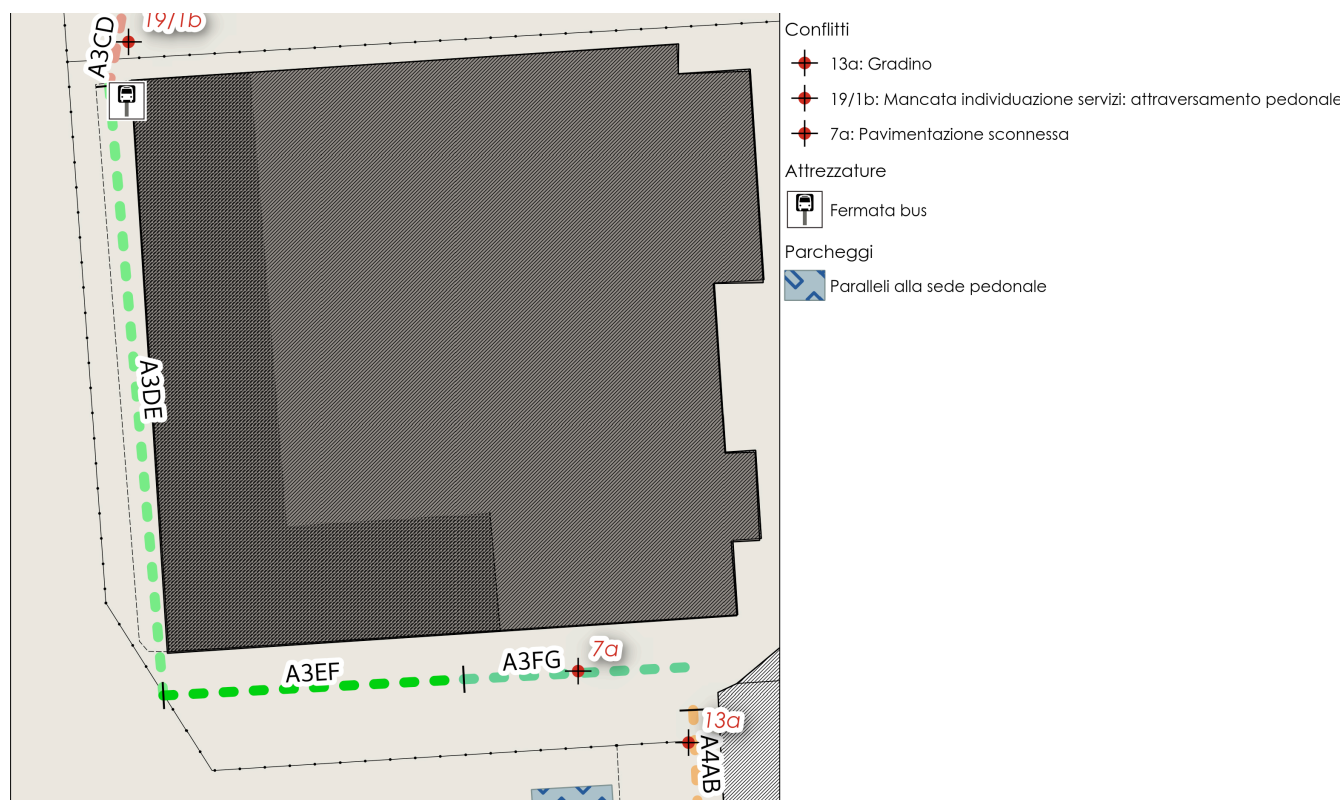 19/1b
A3CD
A3DE
A3EF
A3FG
7a
13a
A4AB
Conflitti
13a: Gradino
19/1b: Mancata individuazione servizi: attraversamento pedonale
7a: Pavimentazione sconnessa
Attrezzature
Fermata bus
Parcheggi
Paralleli alla sede pedonale